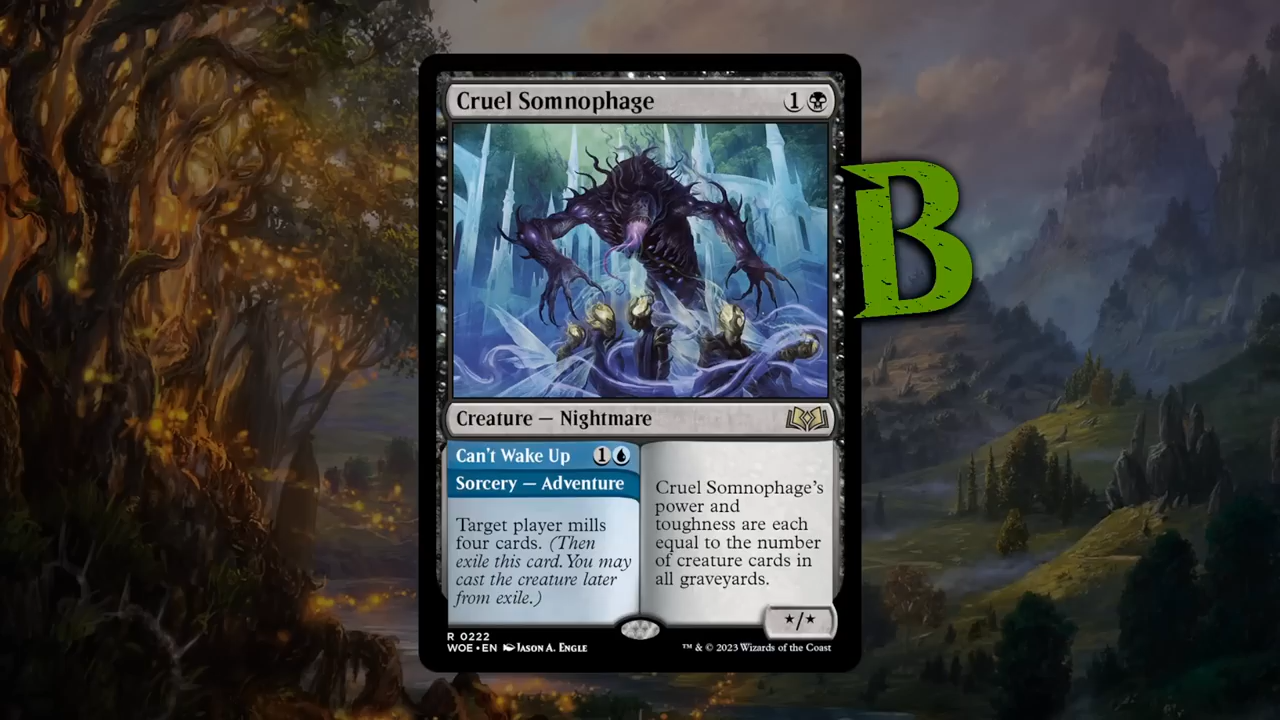 Cruel Somnophage 1
B
Creature — Nightmare
Can't Wake Up 1
Sorcery — Adventure
Target player mills
four cards. (Then
exile this card. You may
cast the creature later
from exile.)
Cruel Somnophage's
power and
toughness are each
equal to the number
of creature cards in
all graveyards.
★/★
R 0222
WOE • EN Jason A. Engle
™ & © 2023 Wizards of the Coast